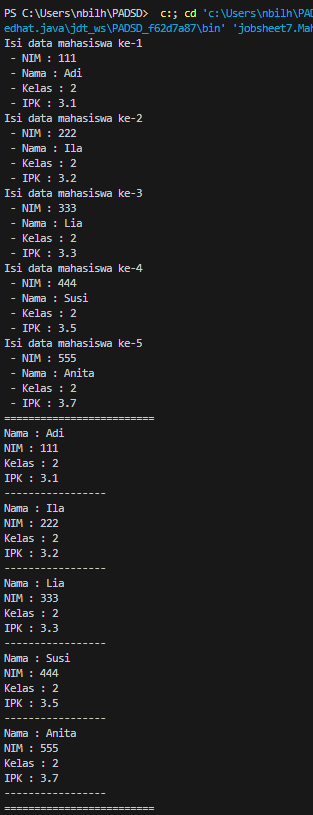 PS C:\Users\nbilh\PADSD>  c:; cd 'c:\Users\nbilh\PAD
edhat.java\jdt_ws\PADSD_f62d7a87\bin' 'jobsheet7.Mah
Isi data mahasiswa ke-1
 - NIM : 111
 - Nama : Adi
 - Kelas : 2
 - IPK : 3.1
Isi data mahasiswa ke-2
 - NIM : 222
 - Nama : Ila
 - Kelas : 2
 - IPK : 3.2
Isi data mahasiswa ke-3
 - NIM : 333
 - Nama : Lia
 - Kelas : 2
 - IPK : 3.3
Isi data mahasiswa ke-4
 - NIM : 444
 - Nama : Susi
 - Kelas : 2
 - IPK : 3.5
Isi data mahasiswa ke-5
 - NIM : 555
 - Nama : Anita
 - Kelas : 2
 - IPK : 3.7
=========================
Nama : Adi
NIM : 111
Kelas : 2
IPK : 3.1
-----------------
Nama : Ila
NIM : 222
Kelas : 2
IPK : 3.2
-----------------
Nama : Lia
NIM : 333
Kelas : 2
IPK : 3.3
-----------------
Nama : Susi
NIM : 444
Kelas : 2
IPK : 3.5
-----------------
Nama : Anita
NIM : 555
Kelas : 2
IPK : 3.7
-----------------
=========================